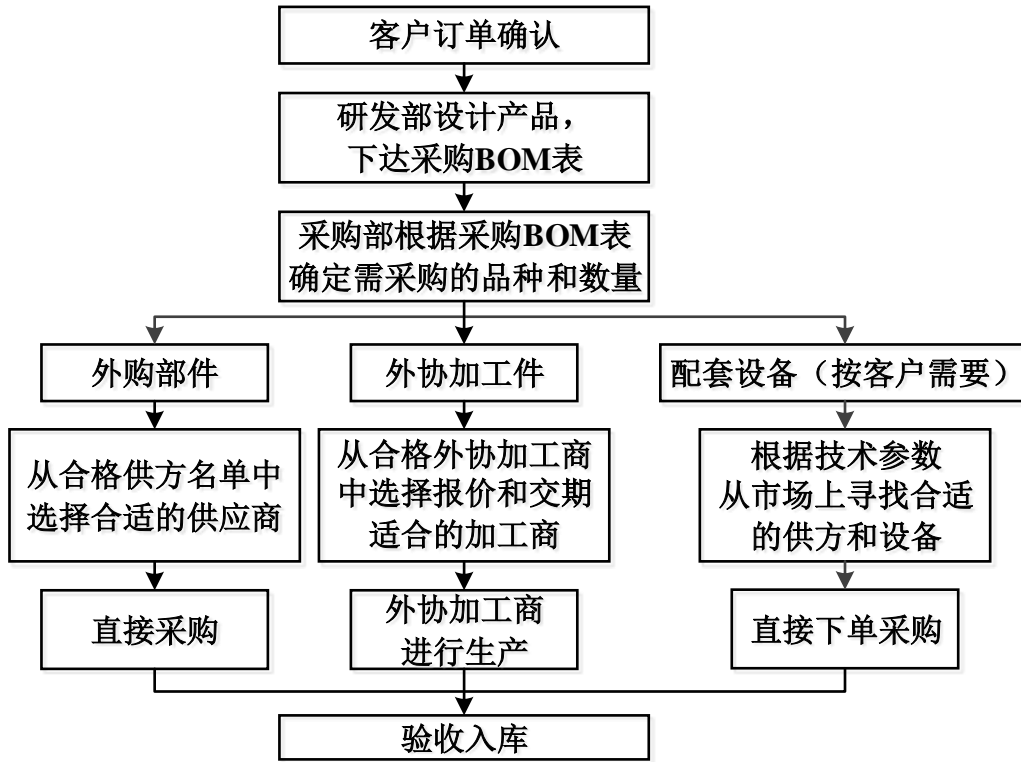 客户订单确认
研发部设计产品，
下达采购BOM表
采购部根据采购BOM表
确定需采购的品种和数量
外购部件
外协加工件
配套设备（按客户需要）
从合格供方名单中
选择合适的供应商
从合格外协加工商
中选择报价和交期
适合的加工商
根据技术参数
从市场上寻找合适
的供方和设备
直接采购
外协加工商
进行生产
直接下单采购
验收入库